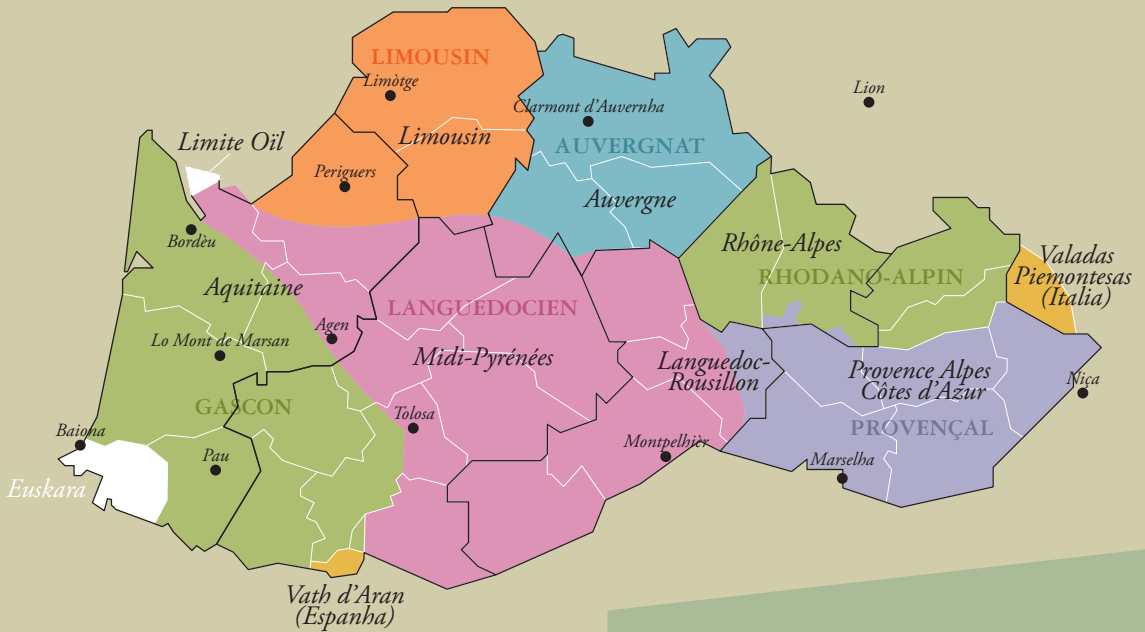 LIMOUSIN
Limòtge
Clarmont d'Auvernha
Lion
Limite Oïl
Limousin
AUVERGNAT
Periguers
Auvergne
Bordèu
Rhône-Alpes
Valadas
Piemontesas
(Italia)
RHODANO-ALPIN
Aquitaine
LANGUEDOCIEN
Agen
Lo Mont de Marsan
Midi-Pyrénées
Languedoc-
Rousillon
Provence Alpes
Côtes d'Azur
Niça
GASCON
Tolosa
PROVENÇAL
Baiona
Pau
Montpelhièr
Marselha
Euskara
Vath d'Aran
(Espanha)